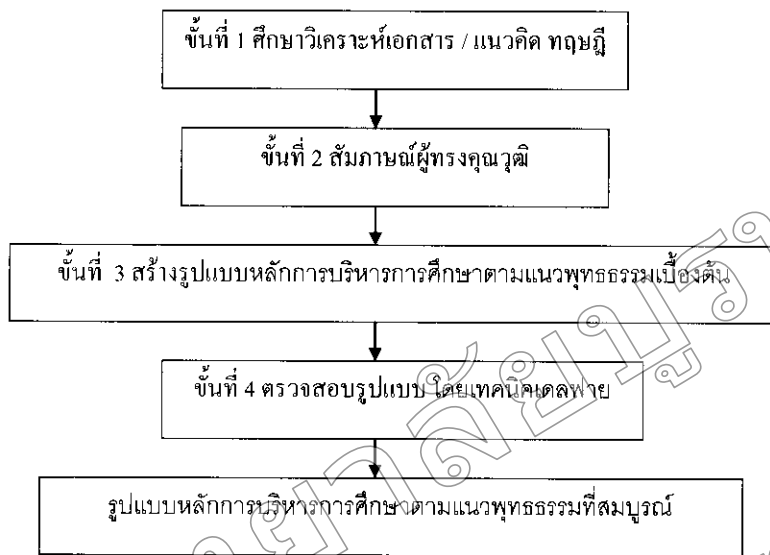 ขั้นที่ 1 ศึกษาวิเคราะห์เอกสาร / แนวคิด ทฤษฎี
ขั้นที่ 2 สัมภาษณ์ผู้ทรงคุณวุฒิ
ขั้นที่ 3 สร้างรูปแบบหลักการบริหารการศึกษาตามแนวพุทธธรรมเบื้องต้น
ขั้นที่ 4 ตรวจสอบรูปแบบ โดยเทคนิคเดลฟาย
รูปแบบหลักการบริหารการศึกษาตามแนวพุทธธรรมที่สมบูรณ์
ยาลัยบูร